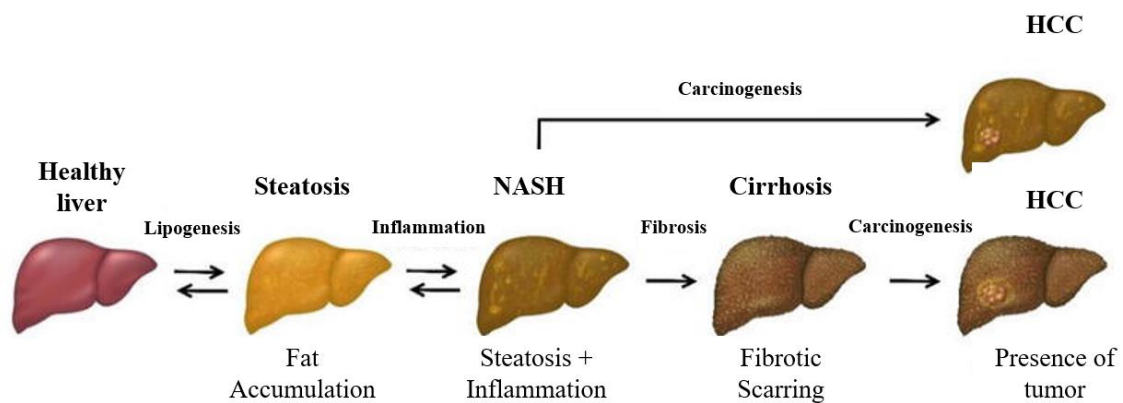 HCC
Carcinogenesis
Healthy
liver
Steatosis
NASH
Cirrhosis
HCC
Lipogenesis
Inflammation
Fibrosis
Carcinogenesis
Fat
Accumulation
Steatosis +
Inflammation
Fibrotic
Scarring
Presence of
tumor